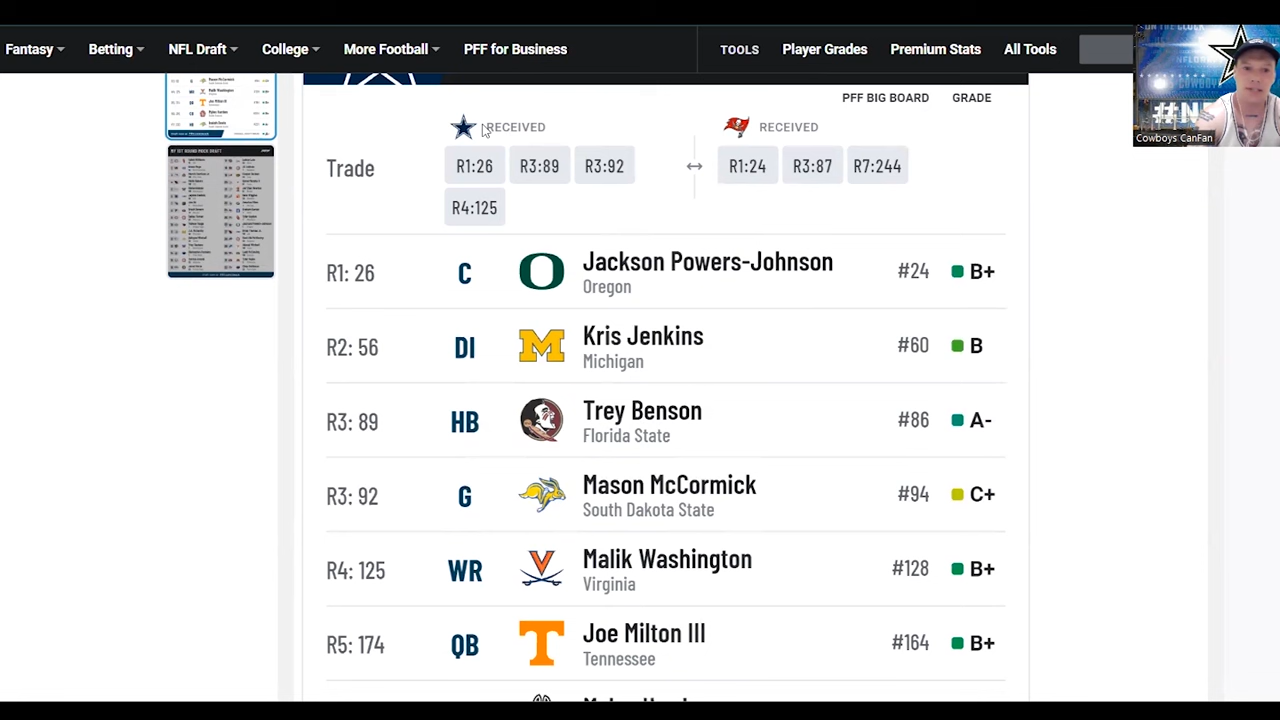 Fantasy
Betting
NFL Draft
College
More Football
PFF for Business
TOOLS
Player Grades
Premium Stats
All Tools
#N
Cowboys CanFan
PFF BIG BOARD
GRADE
RECEIVED
RECEIVED
Trade
R1:26
R3:89
R3:92
R1:24
R3:87
R4:125
R1: 26
C
Jackson Powers-Johnson
#24
B+
Oregon
R2: 56
DI
Kris Jenkins
#60
B
Michigan
R3: 89
HB
Trey Benson
#86
A-
Florida State
R3: 92
G
Mason McCormick
#94
C+
South Dakota State
R4: 125
WR
Malik Washington
#128
B+
Virginia
R5: 174
QB
Joe Milton III
#164
B+
Tennessee